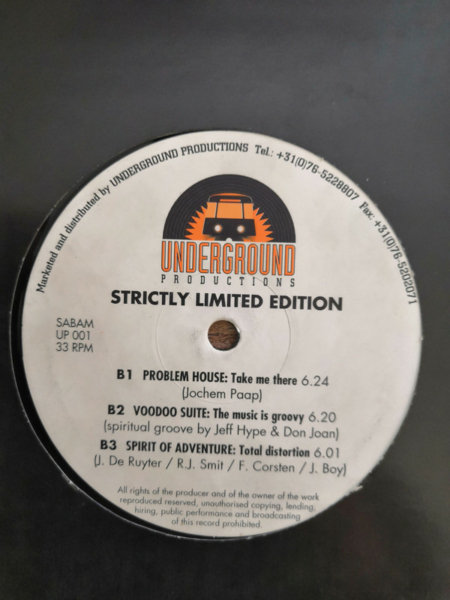 Marketed and distributed by UNDERGROUND PRODUCTIONS Tel.: +31(0)76-5228807 Fax: +31(0)76-5202071
UNDERGROUND
PRODUCTIONS
STRICTLY LIMITED EDITION
SABAM
UP 001
33 RPM
B1 PROBLEM HOUSE: Take me there 6.24
(Jochem Paap)
B2 VOODOO SUITE: The music is groovy 6.20
(spiritual groove by Jeff Hype & Don Joan)
B3 SPIRIT OF ADVENTURE: Total distortion 6.01
(J. De Ruyter / R.J. Smit / F. Corsten / J. Boy)
All rights of the producer and of the owner of the work
reproduced reserved, unauthorised copying, lending,
hiring, public performance and broadcasting
of this record prohibited.